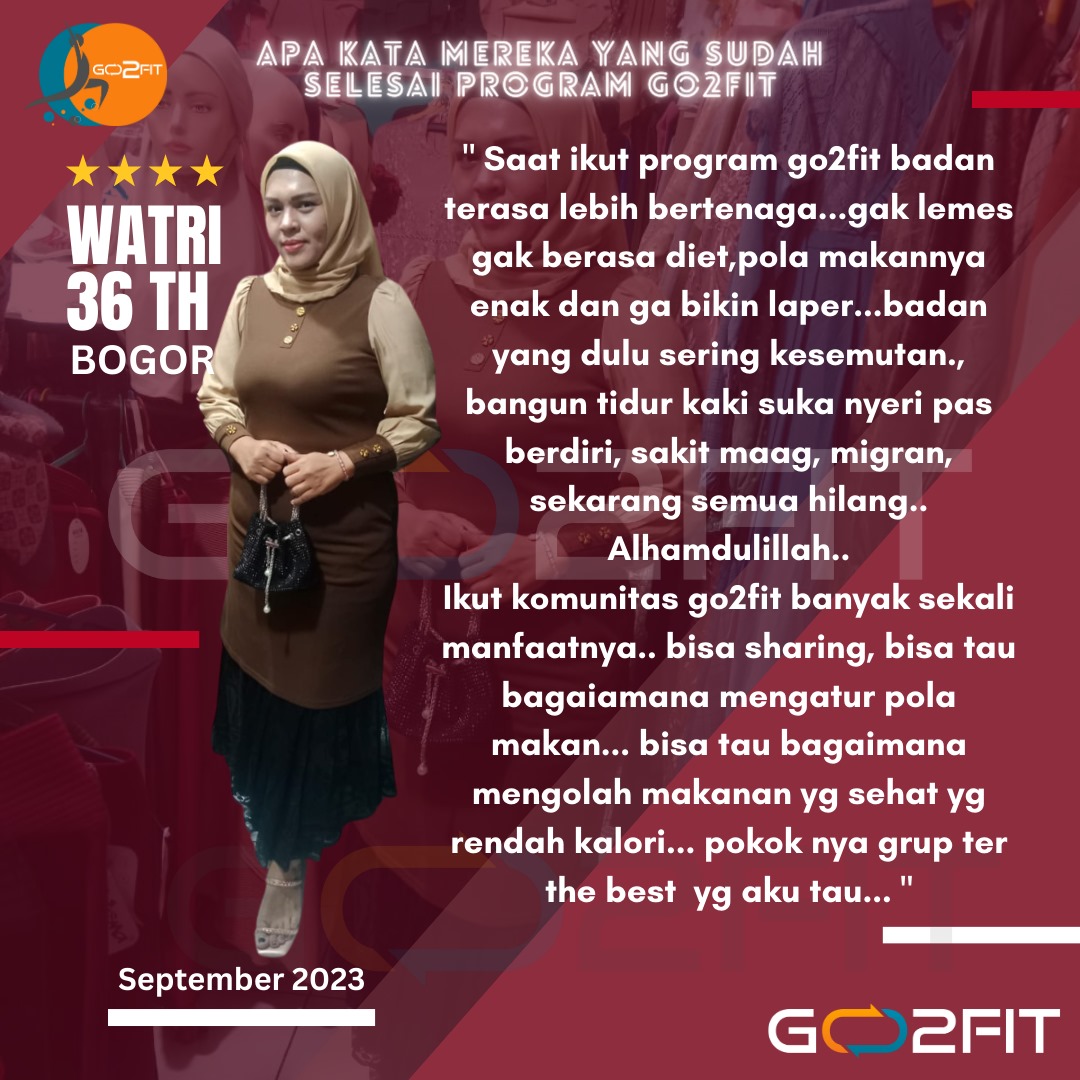 GO2FIT
APA KATA MEREKA YANG SUDAH
SELESAI PROGRAM GO2FIT
WATRI
36 TH
BOGOR
" Saat ikut program go2fit badan
terasa lebih bertenaga...gak lemes
gak berasa diet,pola makannya
enak dan ga bikin laper...badan
yang dulu sering kesemutan.,
bangun tidur kaki suka nyeri pas
berdiri, sakit maag, migran,
sekarang semua hilang..
Alhamdulillah..
Ikut komunitas go2fit banyak sekali
manfaatnya.. bisa sharing, bisa tau
bagaiamana mengatur pola
makan... bisa tau bagaimana
mengolah makanan yg sehat yg
rendah kalori... pokok nya grup ter
the best  yg aku tau... "
GO2FIT
GO2FIT
September 2023
GO2FIT